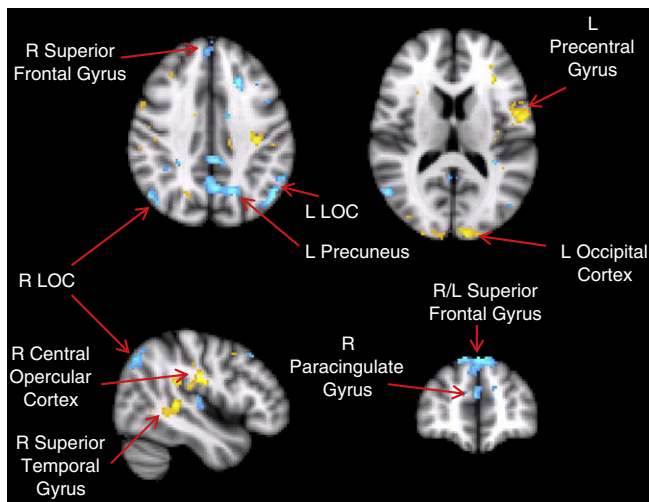 R Superior
Frontal Gyrus
L
Precentral
Gyrus
L LOC
L Precuneus
L Occipital
Cortex
R LOC
R/L Superior
Frontal Gyrus
R Central
Opercular
Cortex
R
Paracingulate
Gyrus
R Superior
Temporal
Gyrus